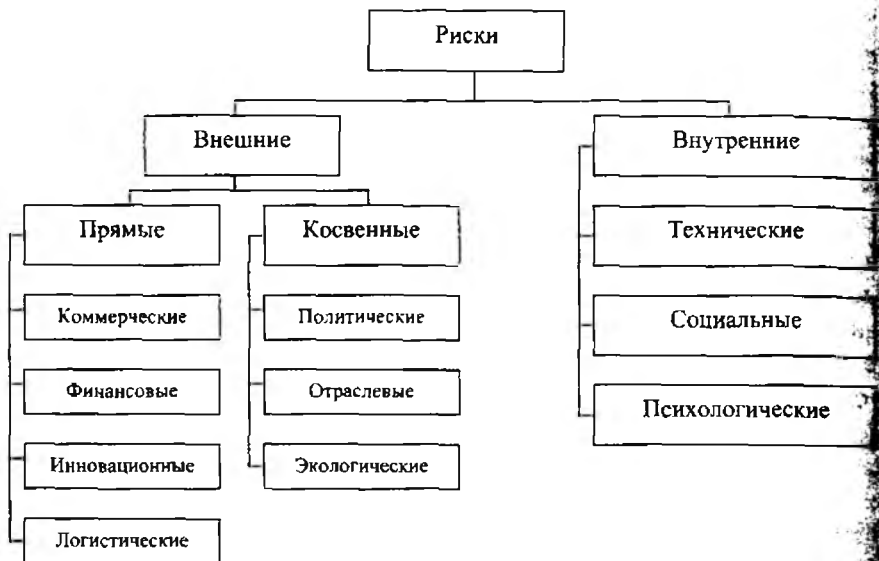 Риски
Внешние
Внутренние
Прямые
Косвенные
Технические
Коммерческие
Политические
Социальные
Финансовые
Отраслевые
Психологические
Инновационные
Экологические
Логистические